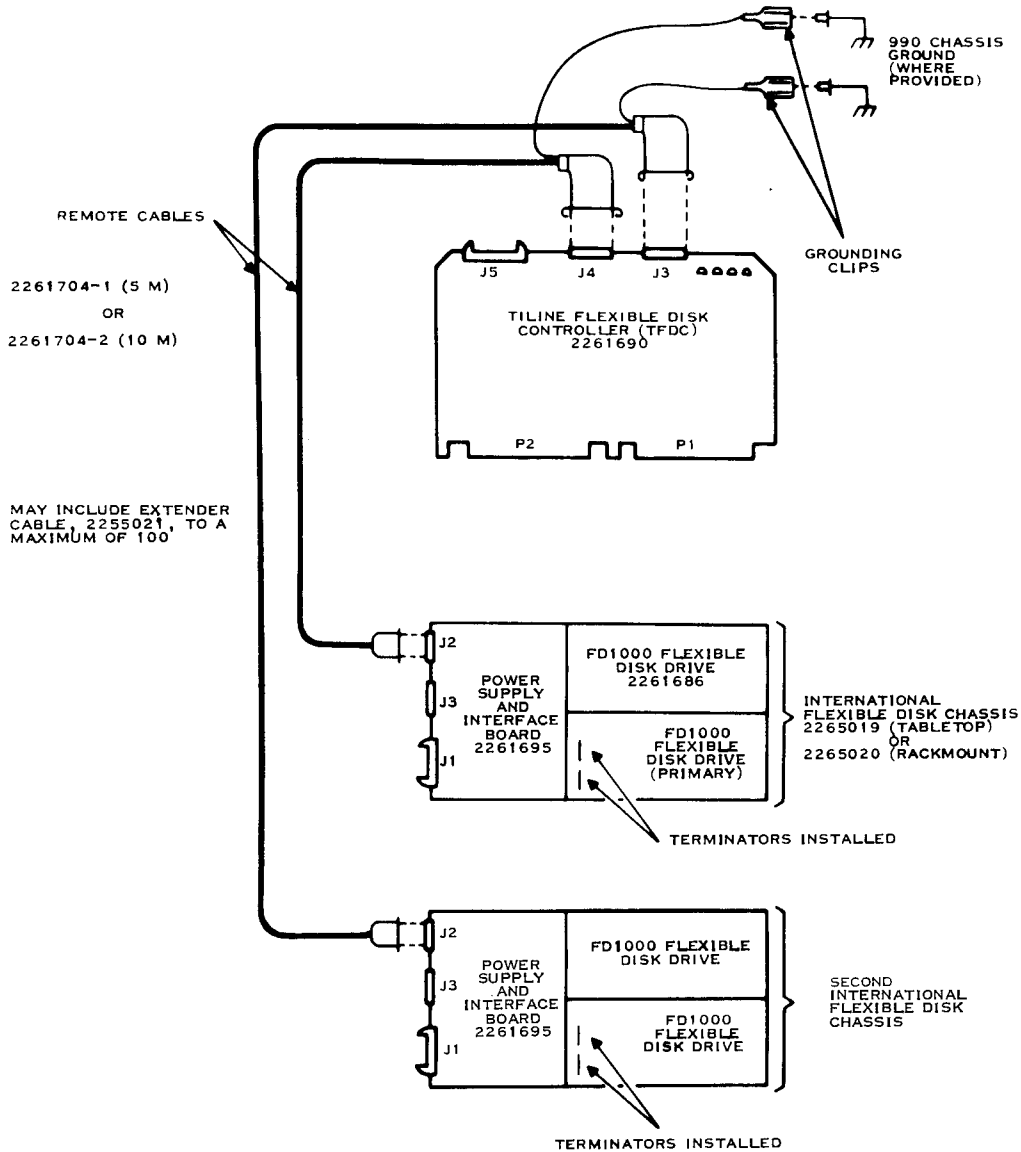 990 CHASSIS
GROUND
(WHERE
PROVIDED)
REMOTE CABLES
GROUNDING
CLIPS
J5
J4
J3
2261704-1 (5 M)
OR
2261704-2 (10 M)
TILINE FLEXIBLE DISK
CONTROLLER (TFDC)
2261690
P2
P1
MAY INCLUDE EXTENDER
CABLE, 2255021, TO A
MAXIMUM OF 100'
J2
J3
J1
POWER
SUPPLY
AND
INTERFACE
BOARD
2261695
FD1000 FLEXIBLE
DISK DRIVE
2261686
FD1000
FLEXIBLE
DISK DRIVE
(PRIMARY)
INTERNATIONAL
FLEXIBLE DISK CHASSIS
2265019 (TABLETOP)
OR
2265020 (RACKMOUNT)
TERMINATORS INSTALLED
J2
J3
J1
POWER
SUPPLY
AND
INTERFACE
BOARD
2261695
FD1000 FLEXIBLE
DISK DRIVE
FD1000
FLEXIBLE
DISK DRIVE
SECOND
INTERNATIONAL
FLEXIBLE DISK
CHASSIS
TERMINATORS INSTALLED